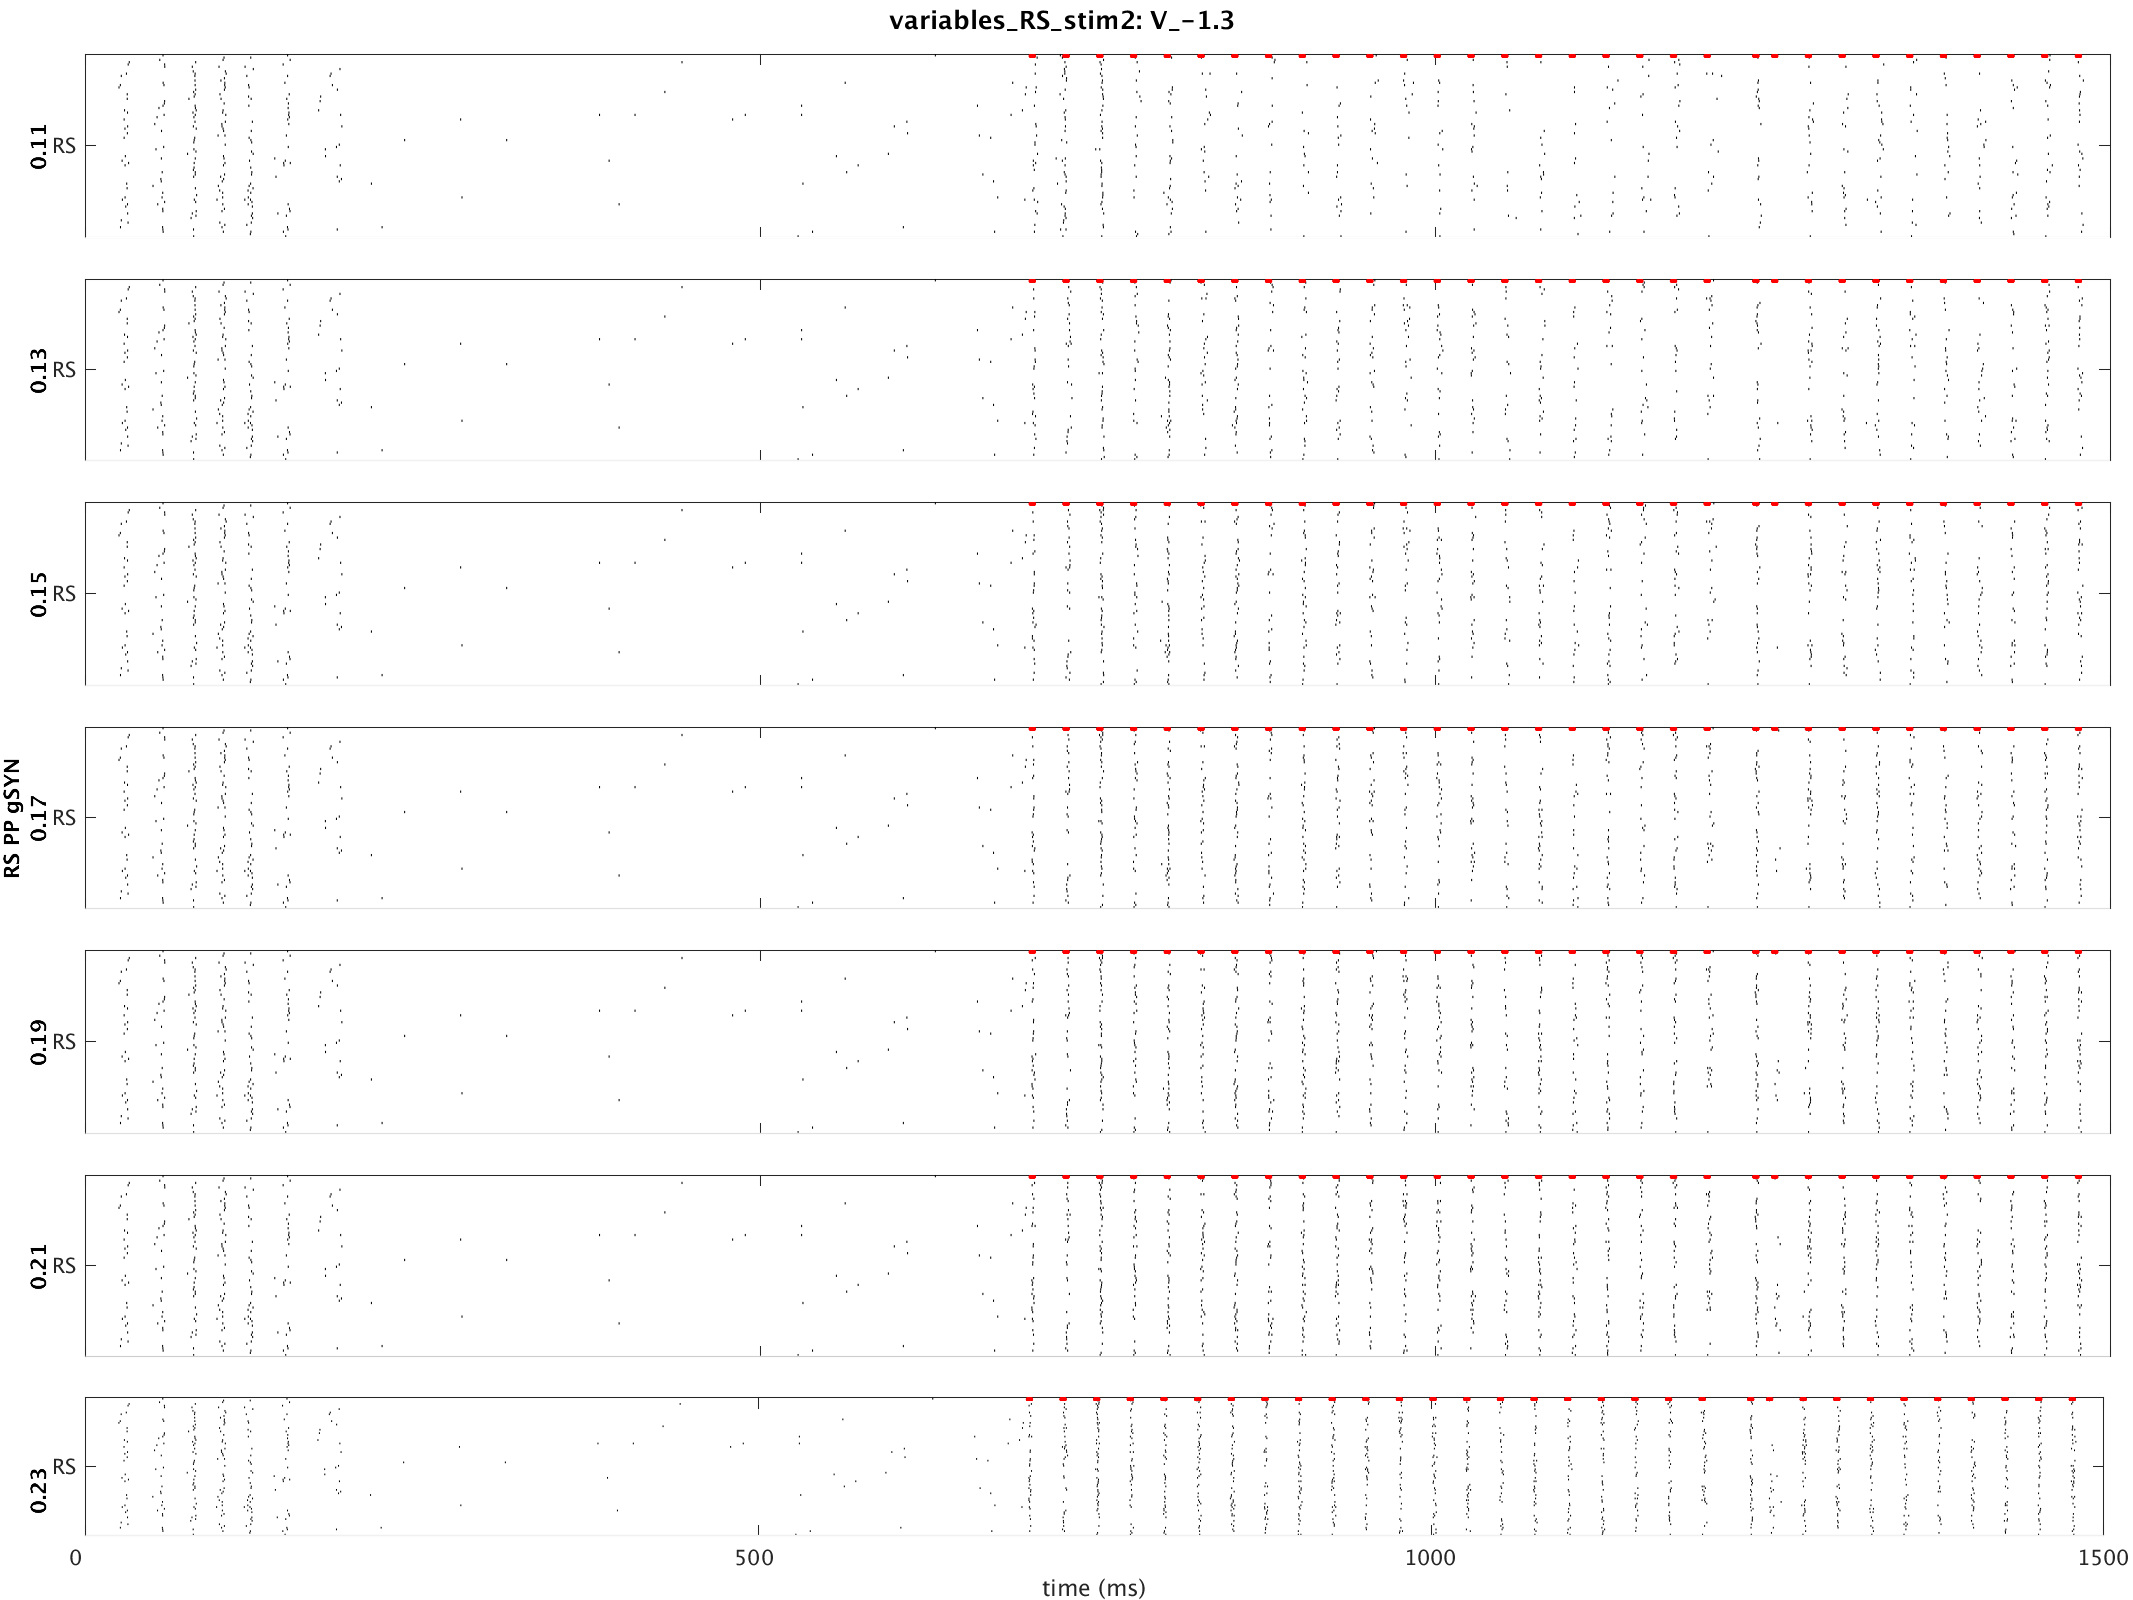 variables_RS_stim2: V_-1.3
RS PP gSYN
0.11
RS
0.13
RS
0.15
RS
0.17
RS
0.19
RS
0.21
RS
0.23
RS
0 500 1000 1500
time (ms)